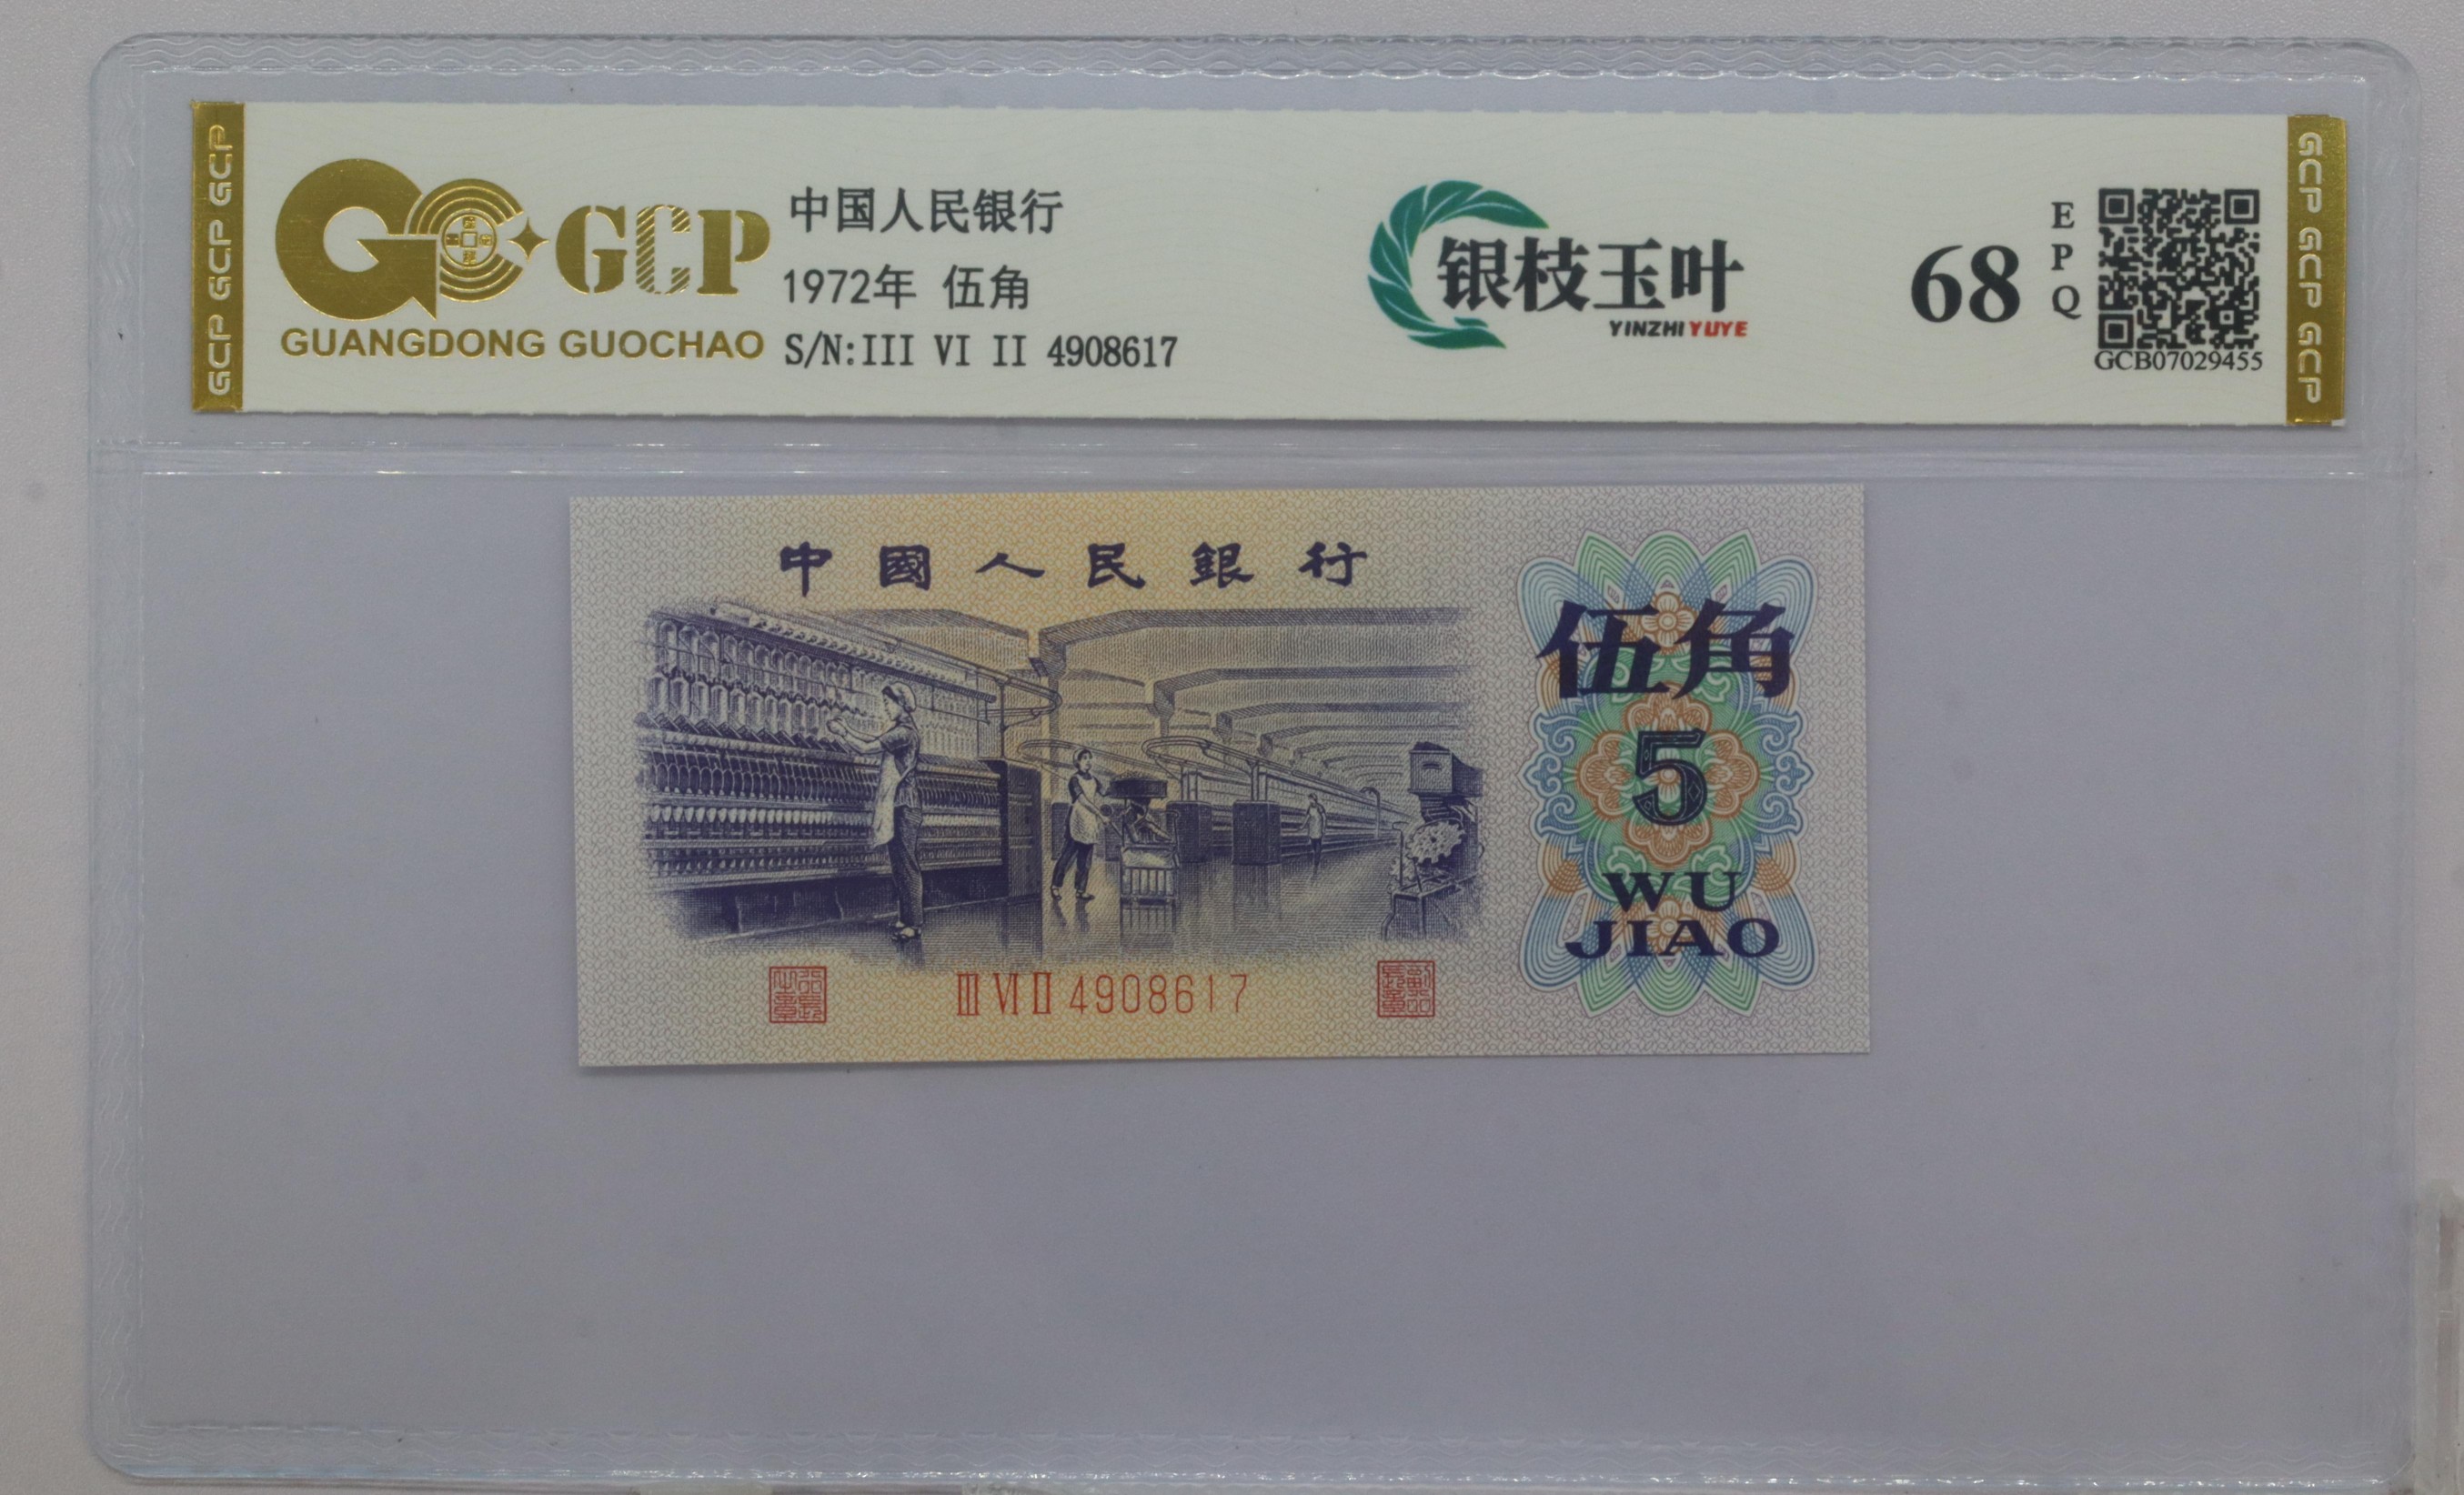 GCP GCP GCP
GCP
GUANGDONG GUOCHAO
中国人民银行
1972年 伍角
S/N:III VI II 4908617
银枝玉叶
YINZHI YUYE
68
EPQ
GCB07029455
GCP GCP GCP
中國人民銀行
伍角
5
WU
JIAO
III VI II 4908617